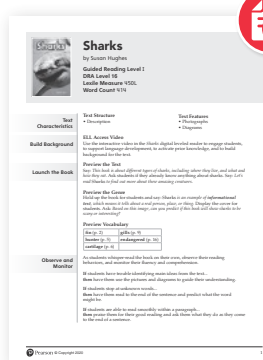 Sharks
Sharks
by Susan Hughes
Guided Reading Level I
DRA Level 16
Lexile Measure 450L
Word Count 474
Text
Characteristics
Text Structure
• Description
Text Features
• Photographs
• Diagrams
Build Background
ELL Access Video
Use the interactive video in the Sharks digital leveled reader to engage students,
to support language development, to activate prior knowledge, and to build
background for the text.
Launch the Book
Preview the Text
Say: This book is about different types of sharks, including where they live, and what and
how they eat. Ask students if they already know anything about sharks. Say: Let's
read Sharks to find out more about these amazing creatures.
Preview the Genre
Hold up the book for students and say: Sharks is an example of informational
text, which means it tells about a real person, place, or thing. Display the cover for
students. Ask: Based on this image, can you predict if this book will show sharks to be
scary or interesting?
Preview Vocabulary
fin (p. 2) gills (p. 9)
hunter (p. 3) endangered (p. 16)
cartilage (p. 6)
Observe and
Monitor
As students whisper-read the book on their own, observe their reading
behaviors, and monitor their fluency and comprehension.
If students have trouble identifying main ideas from the text…
then have them use the pictures and diagrams to guide their understanding.
If students stop at unknown words…
then have them read to the end of the sentence and predict what the word
might be.
If students are able to read smoothly within a paragraph…
then praise them for their good reading and ask them what they do as they come
to the end of a sentence.
Pearson © Copyright 2020
1